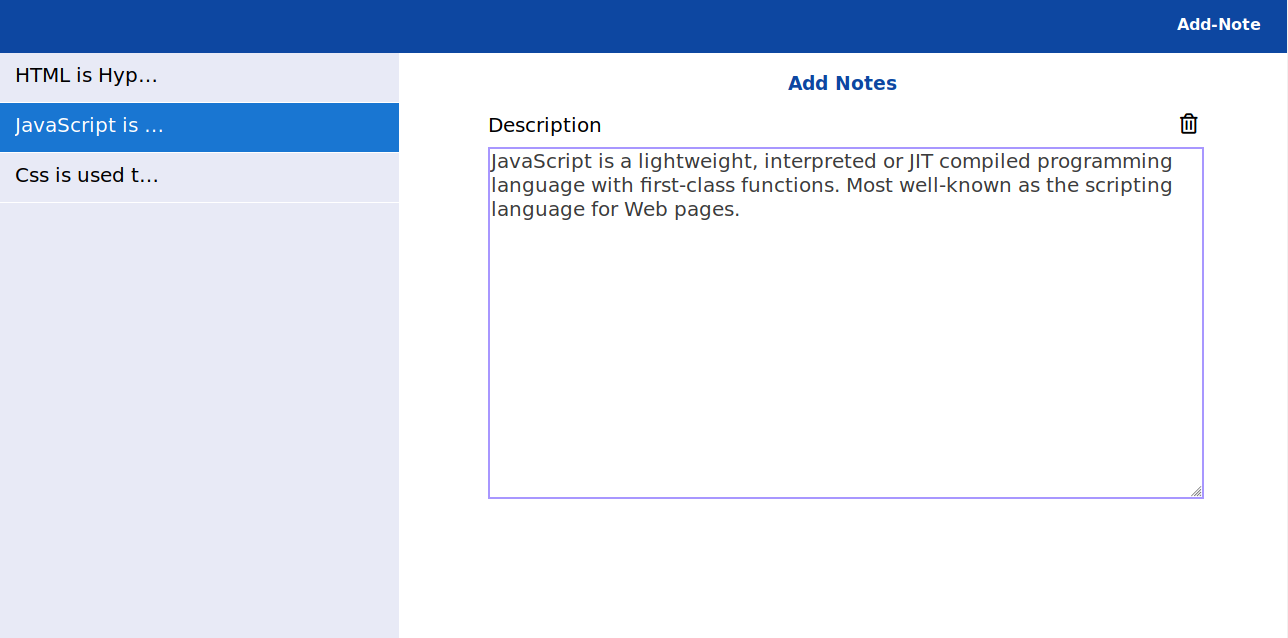 Add-Note
HTML is Hyp...
JavaScript is ...
Css is used t...
Add Notes
Description
JavaScript is a lightweight, interpreted or JIT compiled programming
language with first-class functions. Most well-known as the scripting
language for Web pages.